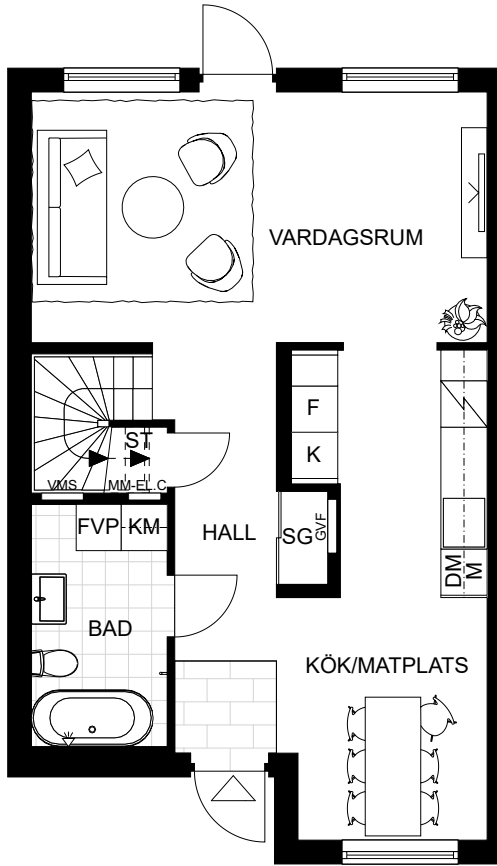 VARDAGSRUM
F
K
ST
VMS MM-EL.C
FVP KM
HALL
SG
GVF
DM
M
BAD
KÖK/MATPLATS